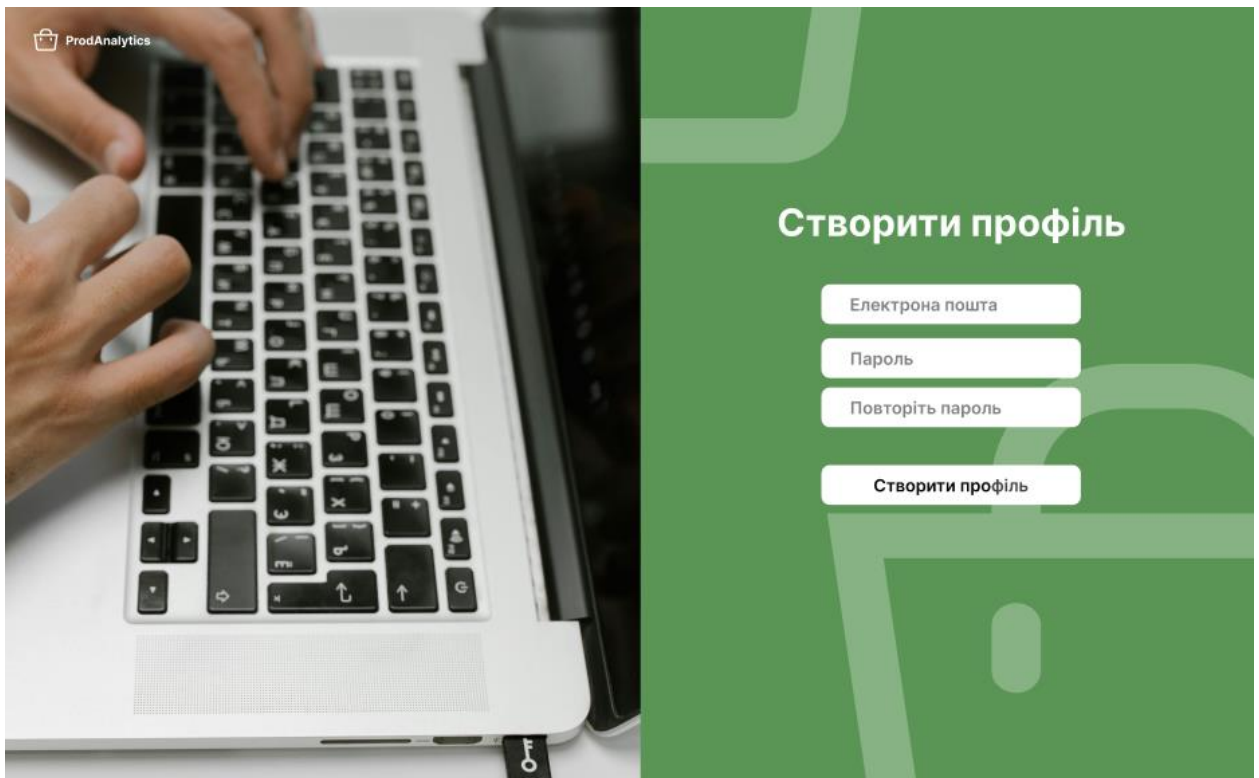 ProdAnalytics
Створити профіль
Електрона пошта
Пароль
Повторіть пароль
Створити профіль